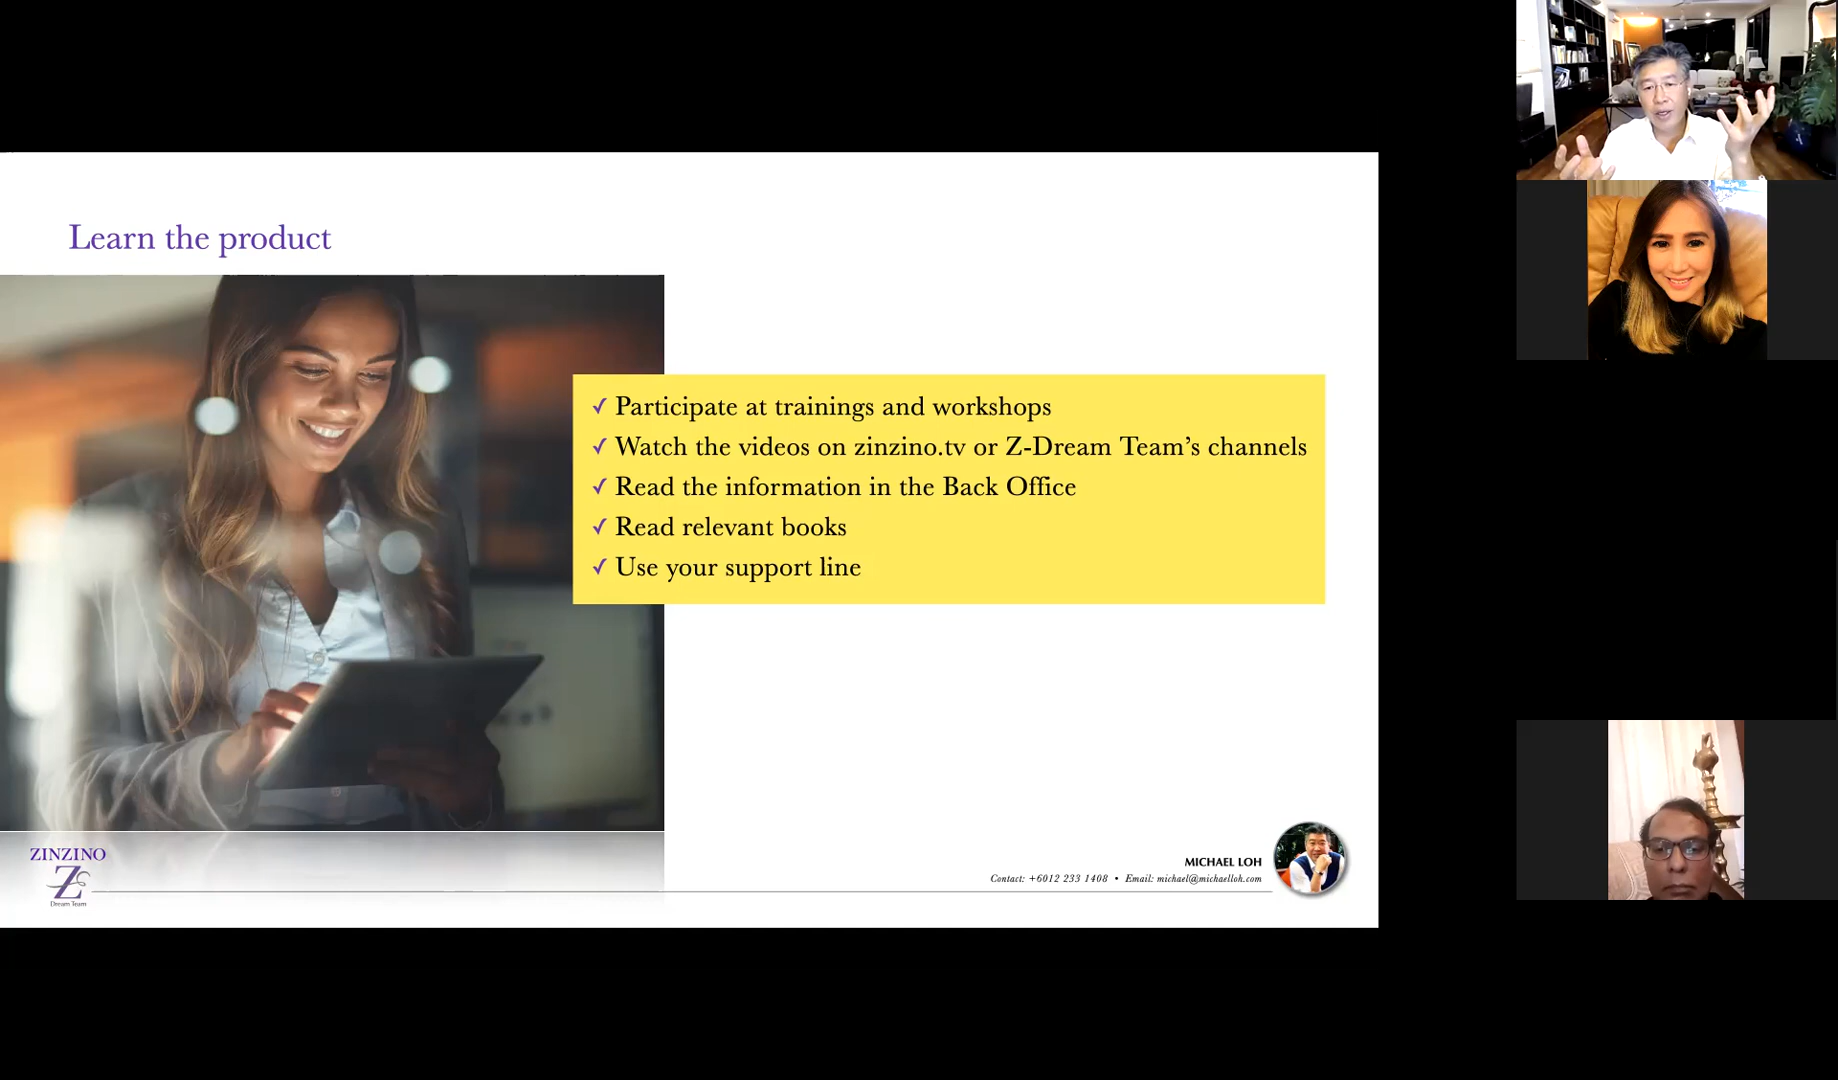 Learn the product
✓ Participate at trainings and workshops
✓ Watch the videos on zinzino.tv or Z-Dream Team’s channels
✓ Read the information in the Back Office
✓ Read relevant books
✓ Use your support line
ZINZINO
Z
Dream Team
MICHAEL LOH
Contact: +6012 233 1408 • Email: michael@michaelloh.com